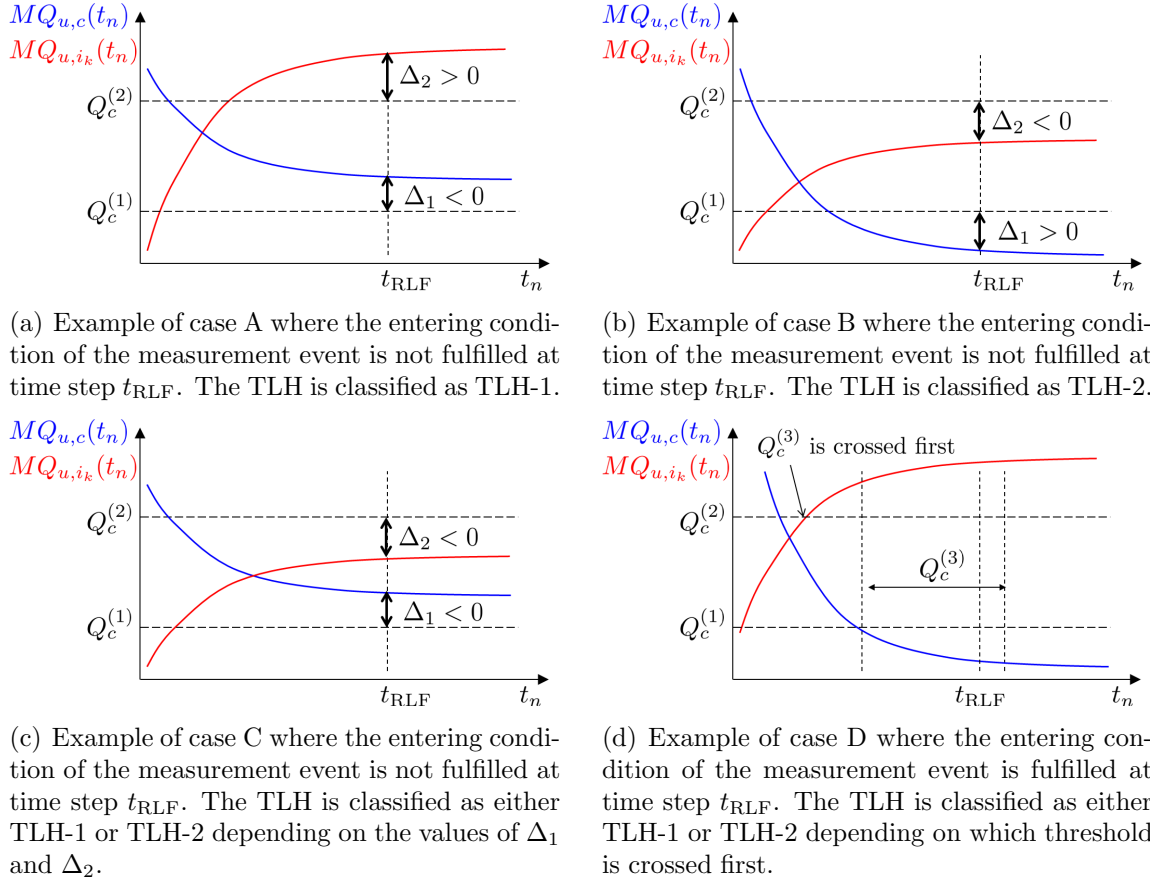 MQ_{u,c}(t_n)
MQ_{u,i_k}(t_n)
Δ_2 > 0
Q_c^{(2)}
Δ_1 < 0
Q_c^{(1)}
t_RLF
t_n
(a) Example of case A where the entering condi-
tion of the measurement event is not fulfilled at
time step t_RLF. The TLH is classified as TLH-1.
MQ_{u,c}(t_n)
MQ_{u,i_k}(t_n)
Q_c^{(2)}
Δ_2 < 0
Q_c^{(1)}
Δ_1 > 0
t_RLF
t_n
(b) Example of case B where the entering condi-
tion of the measurement event is not fulfilled at
time step t_RLF. The TLH is classified as TLH-2.
MQ_{u,c}(t_n)
MQ_{u,i_k}(t_n)
Q_c^{(2)}
Δ_2 < 0
Δ_1 < 0
Q_c^{(1)}
t_RLF
t_n
(c) Example of case C where the entering condi-
tion of the measurement event is not fulfilled at
time step t_RLF. The TLH is classified as either
TLH-1 or TLH-2 depending on the values of Δ_1
and Δ_2.
MQ_{u,c}(t_n)
MQ_{u,i_k}(t_n)
Q_c^{(3)} is crossed first
Q_c^{(2)}
Q_c^{(3)}
Q_c^{(1)}
t_RLF
t_n
(d) Example of case D where the entering con-
dition of the measurement event is fulfilled at
time step t_RLF. The TLH is classified as either
TLH-1 or TLH-2 depending on which threshold
is crossed first.